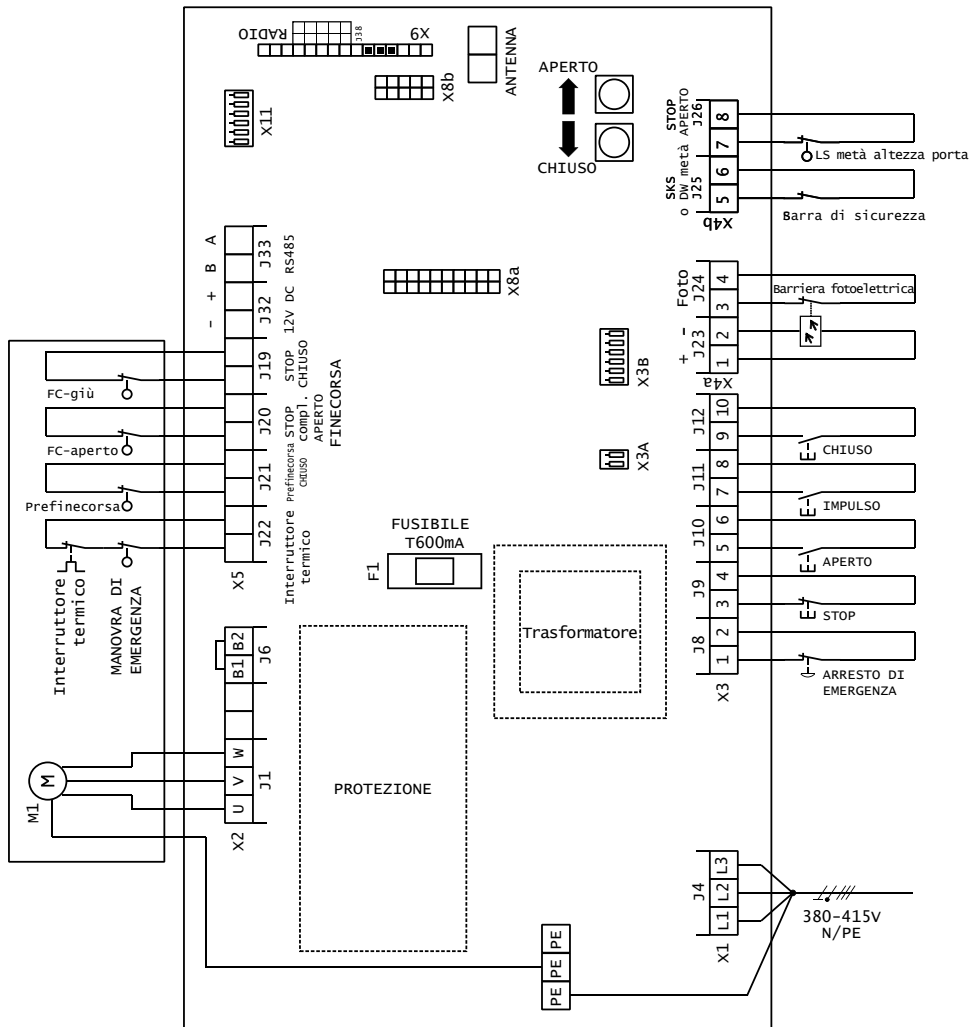 RADIO
J38
X9
ANTENNA
X8b
X11
APERTO
CHIUSO
STOP
APERTO
J26
8
7
SKS
o DW metà
J25
6
5
X4b
LS metà altezza porta
Barra di sicurezza
A
B
J33
RS485
+
-
J32
12V DC
X8a
Foto
J24
4
3
Barriera fotoelettrica
-
+
J23
2
1
X4a
J19
STOP
CHIUSO
FC-giù
J20
STOP
compl.
APERTO
FINECORSA
FC-aperto
J21
Prefinecorsa
CHIUSO
Prefinecorsa
J22
Interruttore
termico
X5
Interruttore
termico
MANOVRA DI
EMERGENZA
X3B
X3A
J12
10
9
CHIUSO
J11
8
7
IMPULSO
J10
6
5
APERTO
J9
4
3
STOP
J8
2
1
X3
ARRESTO DI
EMERGENZA
FUSIBILE
T600mA
F1
Trasformatore
J6
B2
B1
W
V
U
J1
X2
M
M1
PROTEZIONE
J4
L3
L2
L1
X1
380-415V
N/PE
PE
PE
PE